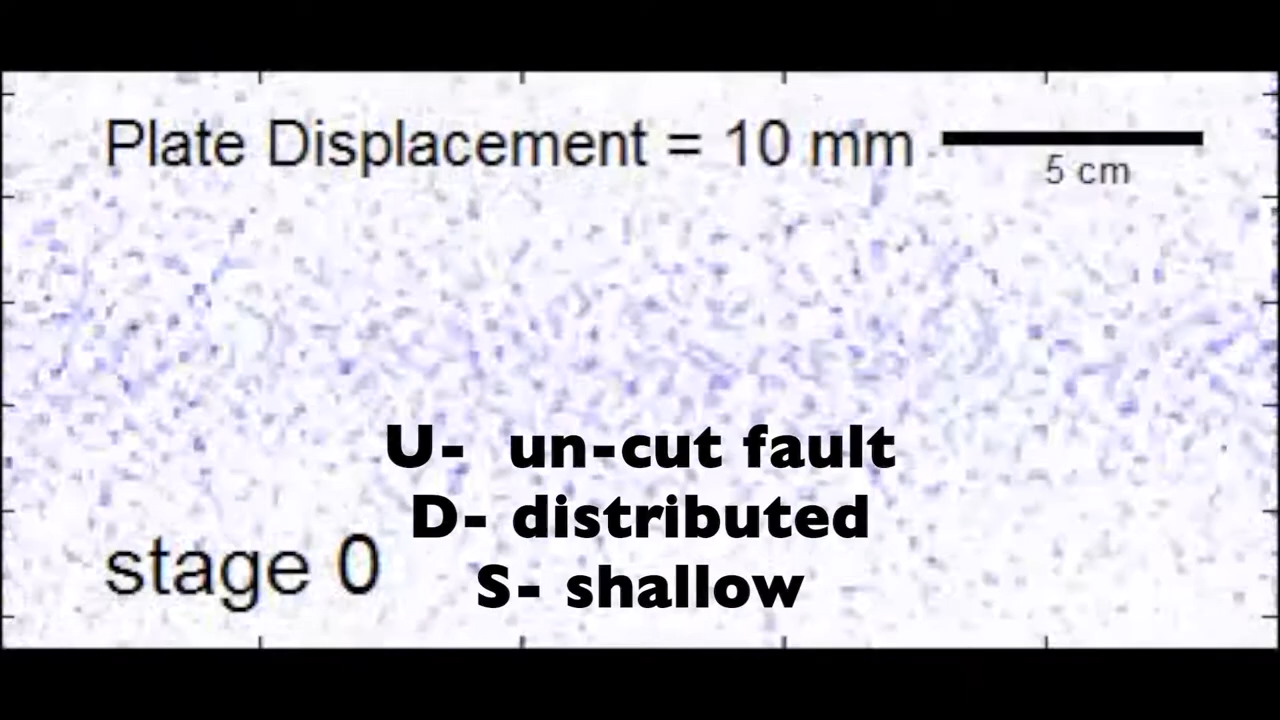 Plate Displacement = 10 mm
5 cm
U- un-cut fault
D- distributed
S- shallow
stage 0